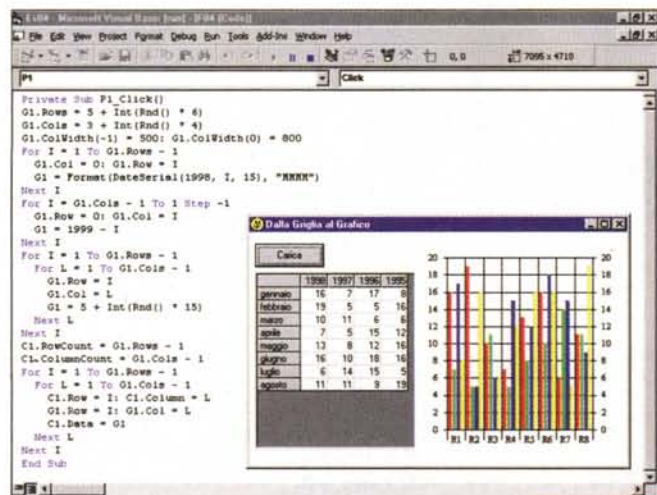 Ex04 - Microsoft Visual Basic [run] - [F04 (Code)]
File Edit View Project Format Debug Run Tools Add-Ins Window Help
0, 0 7095 x 4710
P1 Click
Private Sub P1_Click()
G1.Rows = 5 + Int(Rnd() * 6)
G1.Cols = 3 + Int(Rnd() * 4)
G1.ColWidth(-1) = 500: G1.ColWidth(0) = 800
For I = 1 To G1.Rows - 1
G1.Col = 0: G1.Row = I
G1 = Format(DateSerial(1998, I, 15), "MMMM")
Next I
For I = G1.Cols - 1 To 1 Step -1
G1.Row = 0: G1.Col = I
G1 = 1999 - I
Next I
For I = 1 To G1.Rows - 1
For L = 1 To G1.Cols - 1
G1.Row = I
G1.Col = L
G1 = 5 + Int(Rnd() * 15)
Next L
Next I
C1.RowCount = G1.Rows - 1
C1.ColumnCount = G1.Cols - 1
For I = 1 To G1.Rows - 1
For L = 1 To G1.Cols - 1
C1.Row = I: C1.Column = L
G1.Row = I: G1.Col = L
C1.Data = G1
Next L
Next I
End Sub
Dalla Griglia al Grafico
Carica
1998 1997 1996 1995
gennaio 16 7 17 8
febbraio 19 5 5 16
marzo 10 11 6 6
aprile 7 5 15 12
maggio 13 8 12 16
giugno 16 10 18 16
luglio 6 14 15 5
agosto 11 11 9 19
20 20
18 18
16 16
14 14
12 12
10 10
8 8
6 6
4 4
2 2
0 0
R1 R2 R3 R4 R5 R6 R7 R8